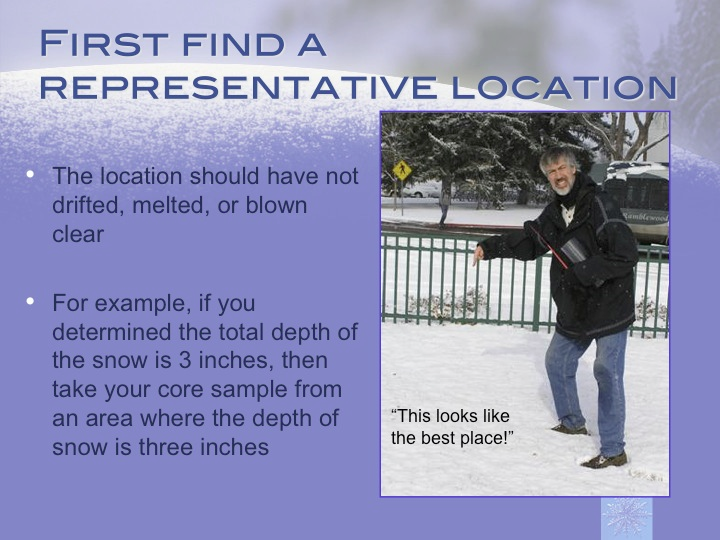 First find a
representative location
• The location should have not
drifted, melted, or blown
clear
• For example, if you
determined the total depth of
the snow is 3 inches, then
take your core sample from
an area where the depth of
snow is three inches
Ramblewood
“This looks like
the best place!”